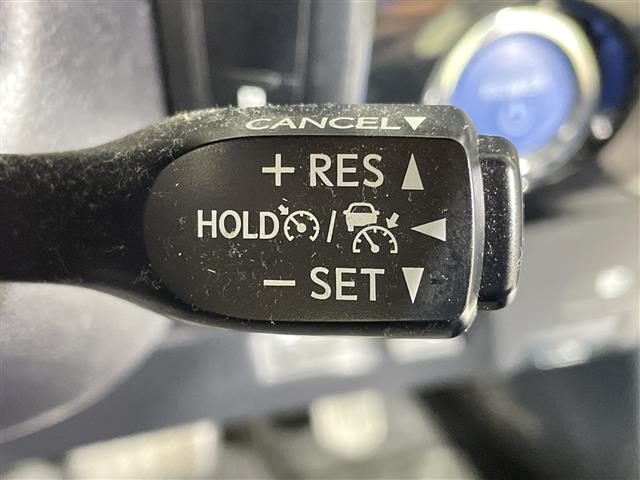 CANCEL▼
+ RES ▲
HOLD / ◀
− SET ▼